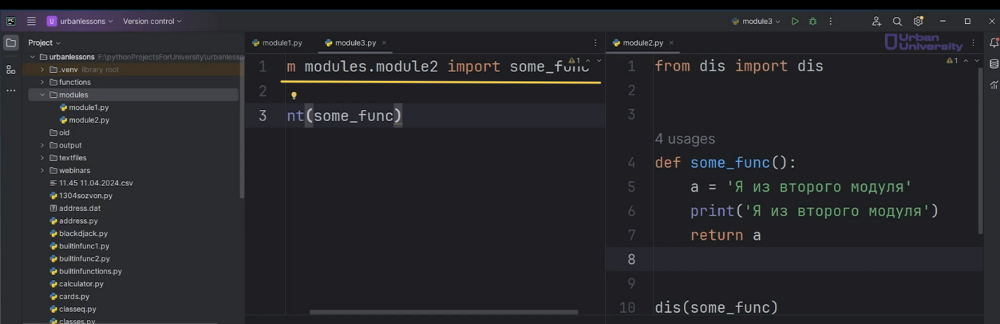 PC
U urbanlessons Version control module3
Project
urbanlessons F:\pythonProjectsForUniversity\urbanlesso
.venv library root
functions
modules
module1.py
module2.py
old
output
textfiles
webinars
11.45 11.04.2024.csv
1304sozvon.py
address.dat
address.py
blackdjack.py
builtinfunc1.py
builtinfunc2.py
builtinfunctions.py
calculator.py
cards.py
classeq.py
classes.py
module1.py module3.py
1 m modules.module2 import some_func
1
2
3 nt(some_func)
module2.py
Urban
University
1 from dis import dis
1
2
3
4 usages
4 def some_func():
5 a = 'Я из второго модуля'
6 print('Я из второго модуля')
7 return a
8
9
10 dis(some_func)